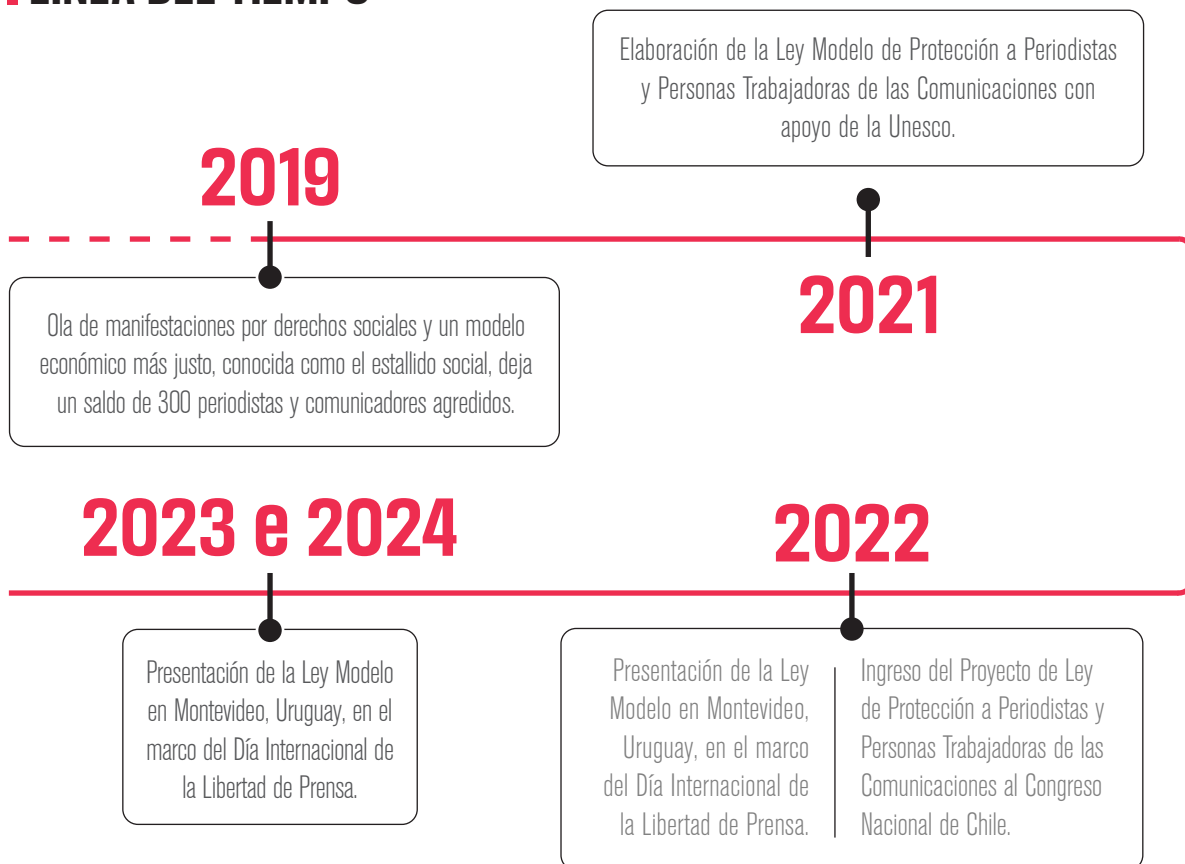 LÍNEA DEL TIEMPO
2019
Ola de manifestaciones por derechos sociales y un modelo
económico más justo, conocida como el estallido social, deja
un saldo de 300 periodistas y comunicadores agredidos.
Elaboración de la Ley Modelo de Protección a Periodistas
y Personas Trabajadoras de las Comunicaciones con
apoyo de la Unesco.
2021
2022
Presentación de la Ley
Modelo en Montevideo,
Uruguay, en el marco
del Día Internacional de
la Libertad de Prensa.
Ingreso del Proyecto de Ley
de Protección a Periodistas y
Personas Trabajadoras de las
Comunicaciones al Congreso
Nacional de Chile.
2023 e 2024
Presentación de la Ley Modelo
en Montevideo, Uruguay, en el
marco del Día Internacional de
la Libertad de Prensa.